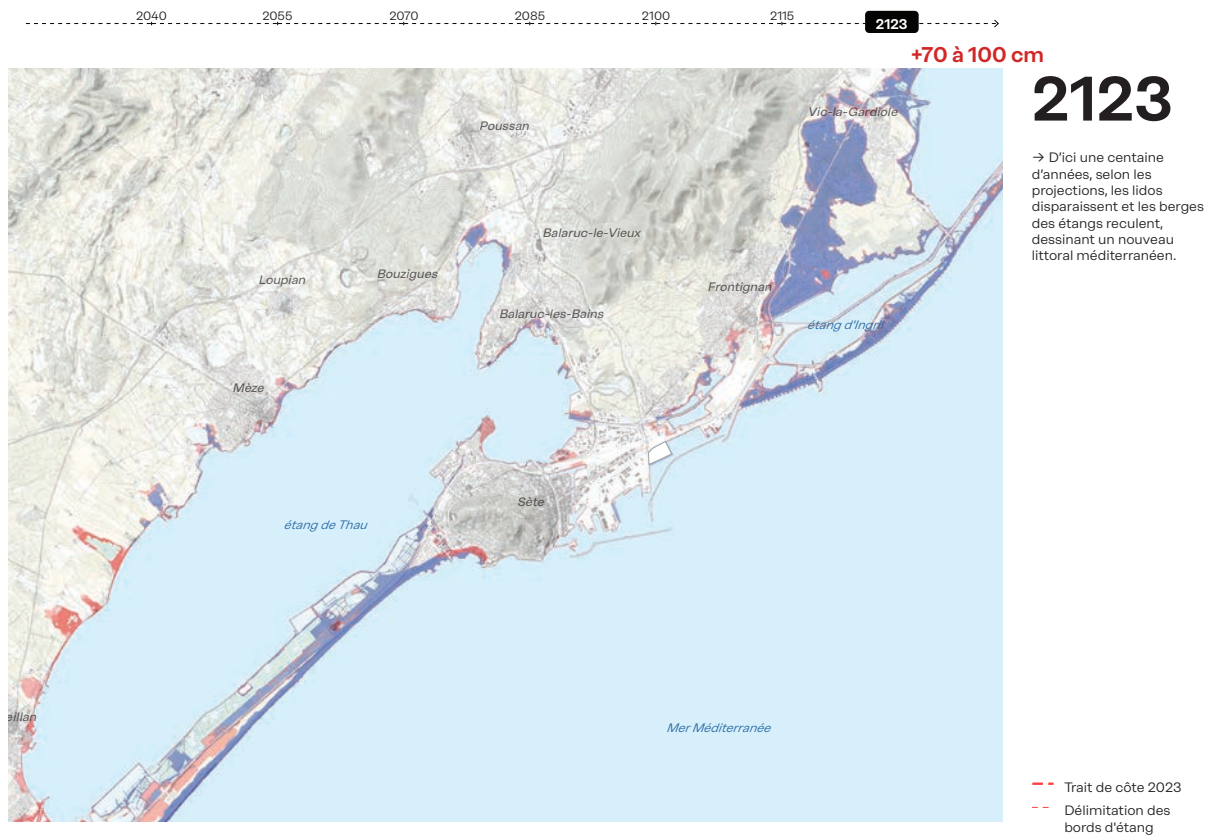 2040 2055 2070 2085 2100 2115 2123
+70 à 100 cm
2123
→ D'ici une centaine
d'années, selon les
projections, les lidos
disparaissent et les berges
des étangs reculent,
dessinant un nouveau
littoral méditerranéen.
Vic-la-Gardiole
Poussan
Balaruc-le-Vieux
Bouzigues
Loupian
Frontignan
Balaruc-les-Bains
étang d'Ingril
Mèze
Sète
étang de Thau
eillan
Mer Méditerranée
Trait de côte 2023
Délimitation des
bords d'étang